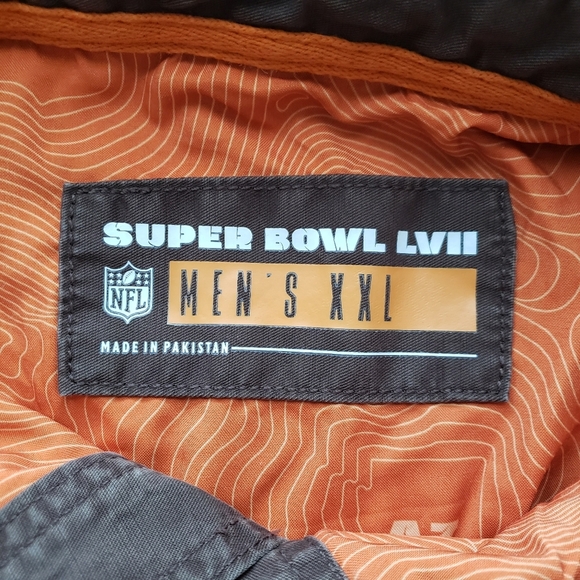 SUPER BOWL LVII
NFL
MEN'S XXL
MADE IN PAKISTAN